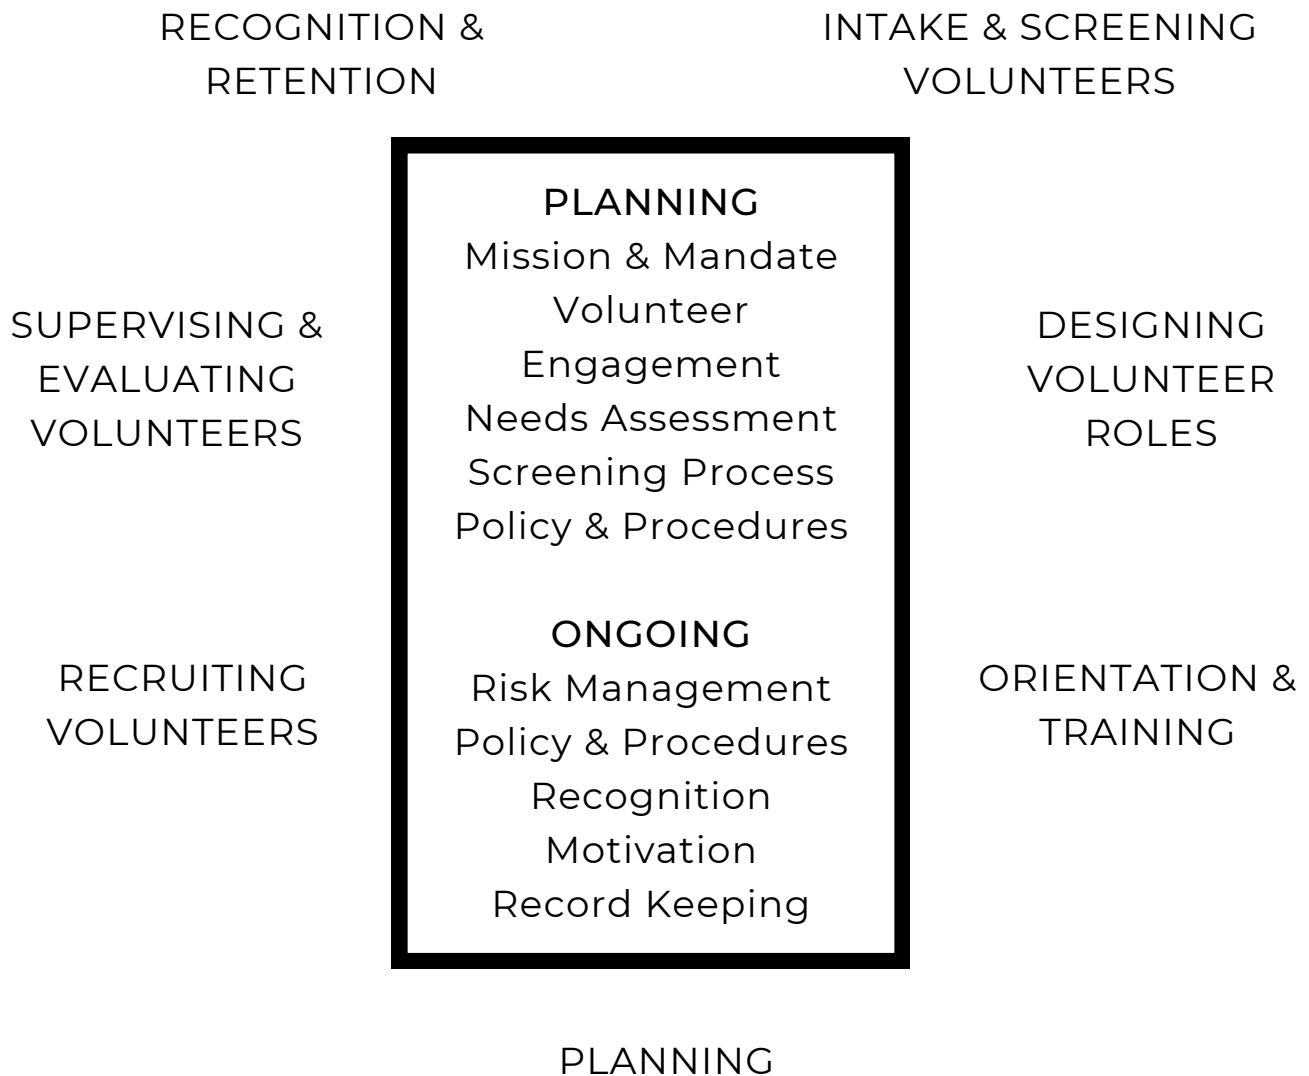 RECOGNITION &
RETENTION
INTAKE & SCREENING
VOLUNTEERS
PLANNING
Mission & Mandate
Volunteer
Engagement
Needs Assessment
Screening Process
Policy & Procedures
ONGOING
Risk Management
Policy & Procedures
Recognition
Motivation
Record Keeping
SUPERVISING &
EVALUATING
VOLUNTEERS
DESIGNING
VOLUNTEER
ROLES
RECRUITING
VOLUNTEERS
ORIENTATION &
TRAINING
PLANNING